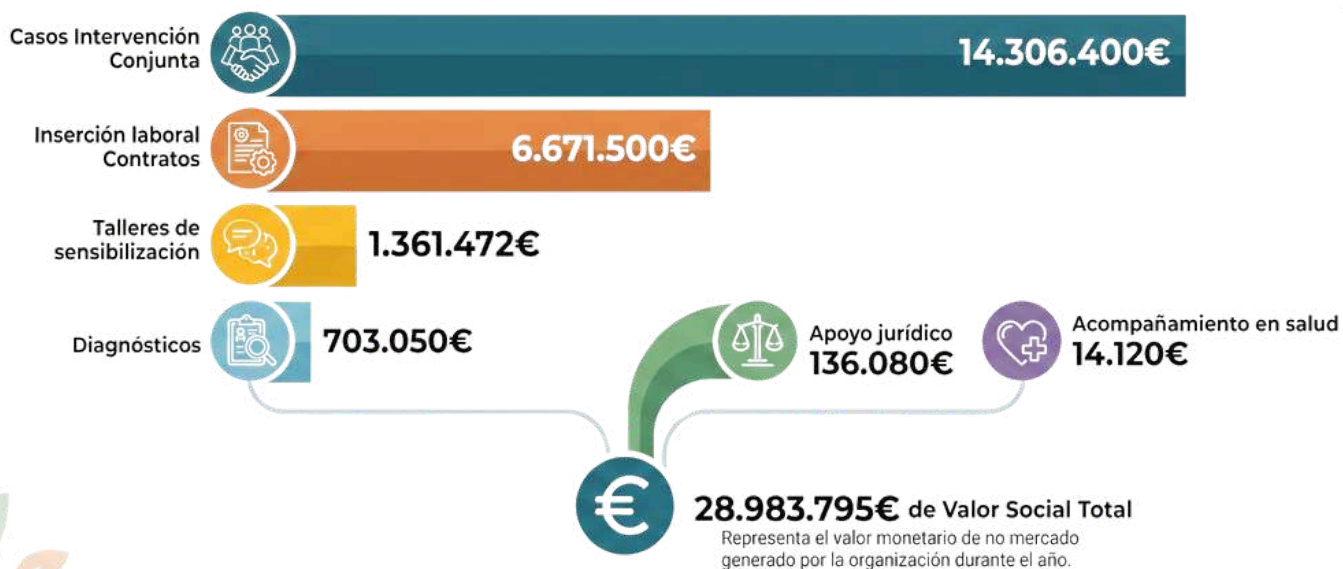 Casos Intervención
Conjunta
14.306.400€
Inserción laboral
Contratos
6.671.500€
Talleres de
sensibilización
1.361.472€
Diagnósticos
703.050€
Apoyo jurídico
136.080€
Acompañamiento en salud
14.120€
€
28.983.795€ de Valor Social Total
Representa el valor monetario de no mercado
generado por la organización durante el año.